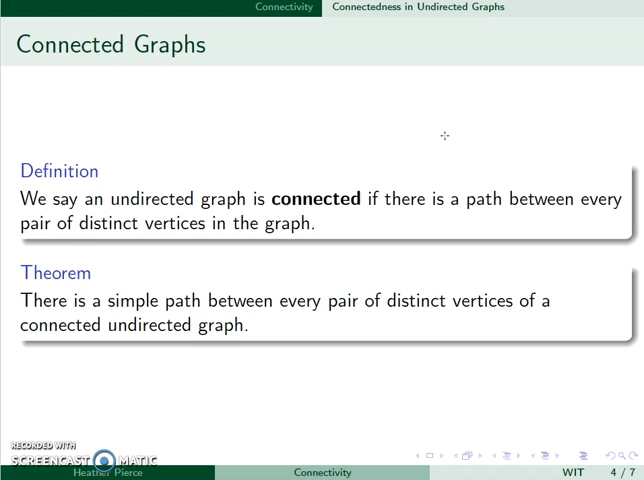 Connectivity Connectedness in Undirected Graphs
Connected Graphs
Definition
We say an undirected graph is connected if there is a path between every
pair of distinct vertices in the graph.
Theorem
There is a simple path between every pair of distinct vertices of a
connected undirected graph.
RECORDED WITH
SCREENCAST MATIC
Heather Pierce Connectivity WIT 4 / 7